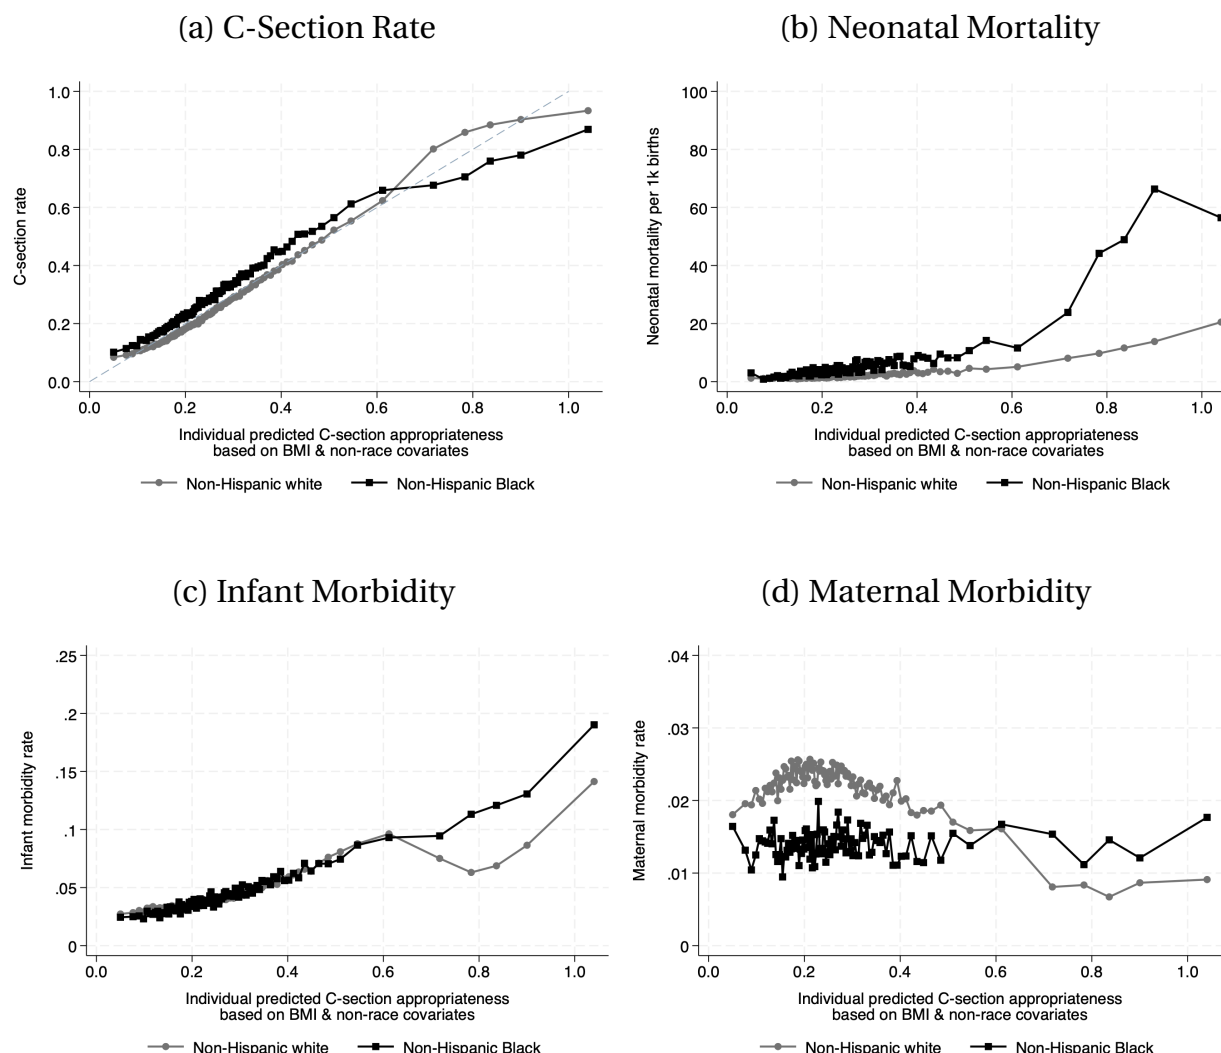 (a) C-Section Rate
C-section rate
1.0
0.8
0.6
0.4
0.2
0.0
0.0 0.2 0.4 0.6 0.8 1.0
Individual predicted C-section appropriateness
based on BMI & non-race covariates
Non-Hispanic white Non-Hispanic Black
(b) Neonatal Mortality
Neonatal mortality per 1k births
100
80
60
40
20
0
0.0 0.2 0.4 0.6 0.8 1.0
Individual predicted C-section appropriateness
based on BMI & non-race covariates
Non-Hispanic white Non-Hispanic Black
(c) Infant Morbidity
Infant morbidity rate
.25
.2
.15
.1
.05
0
0.0 0.2 0.4 0.6 0.8 1.0
Individual predicted C-section appropriateness
based on BMI & non-race covariates
Non-Hispanic white Non-Hispanic Black
(d) Maternal Morbidity
Maternal morbidity rate
.04
.03
.02
.01
0
0.0 0.2 0.4 0.6 0.8 1.0
Individual predicted C-section appropriateness
based on BMI & non-race covariates
Non-Hispanic white Non-Hispanic Black